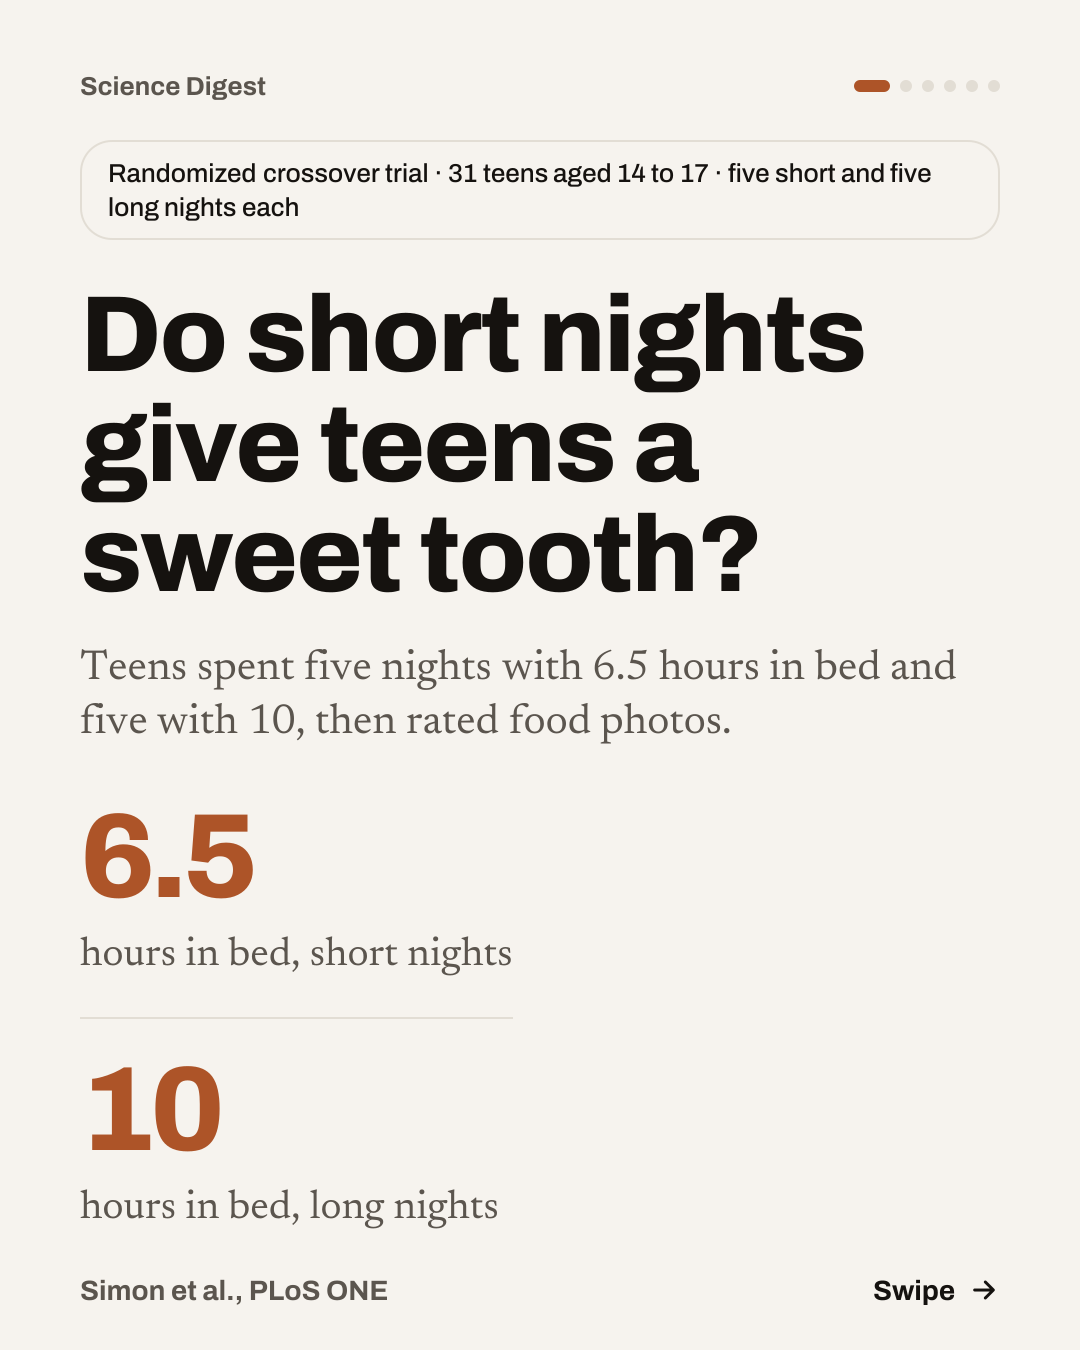 Science Digest
Randomized crossover trial · 31 teens aged 14 to 17 · five short and five
long nights each
Do short nights
give teens a
sweet tooth?
Teens spent five nights with 6.5 hours in bed and
five with 10, then rated food photos.
6.5
hours in bed, short nights
10
hours in bed, long nights
Simon et al., PLoS ONE
Swipe →